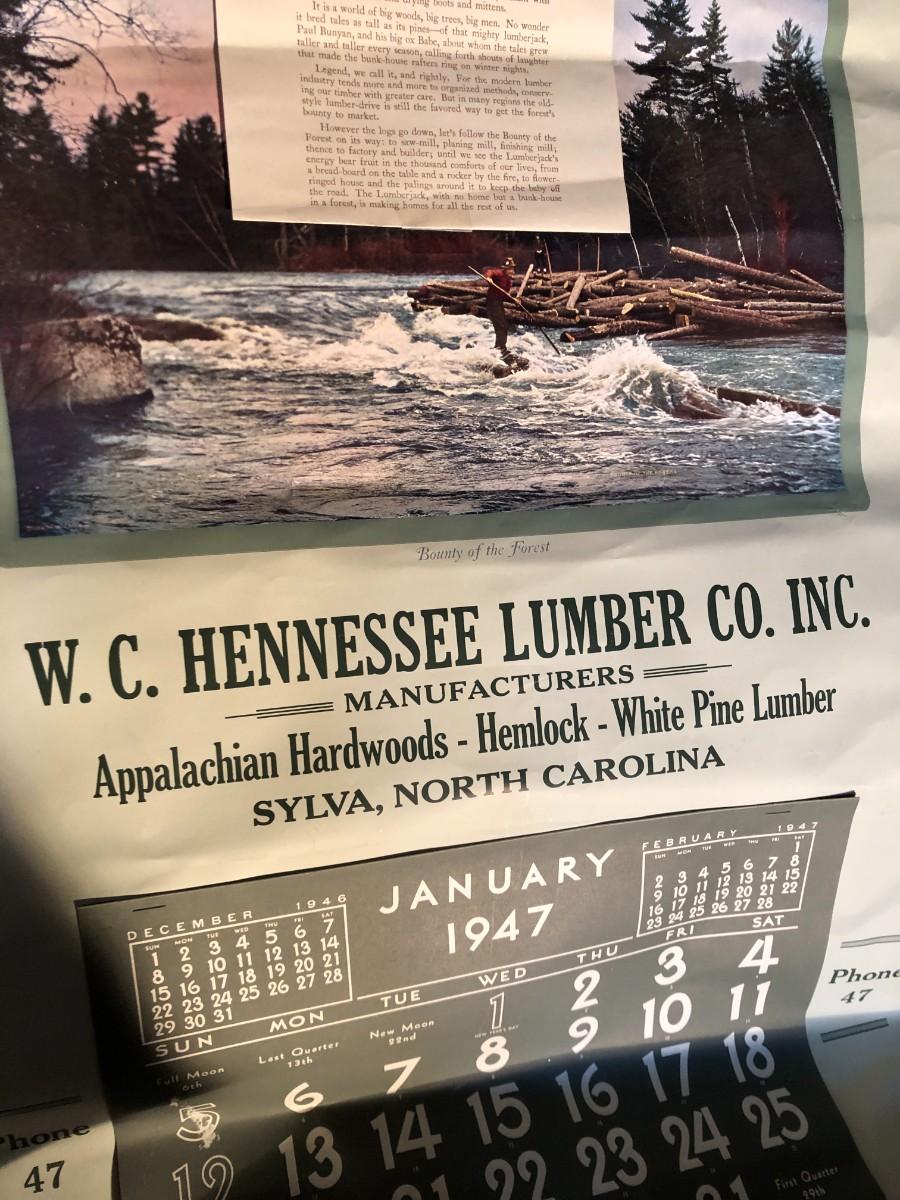 drying boots and mittens.
It is a world of big woods, big trees, big men. No wonder
it bred tales as tall as its pines—of that mighty lumberjack,
Paul Bunyan, and his big ox Babe, about whom the tales grew
taller and taller every season, calling forth shouts of laughter
that made the bunk-house rafters ring on winter nights.
Legend, we call it, and rightly. For the modern lumber
industry tends more and more to organized methods, conserv-
ing our timber with greater care. But in many regions the old-
style lumber-drive is still the favored way to get the forest's
bounty to market.
However the logs go down, let's follow the Bounty of the
Forest on its way: to saw-mill, planing mill, finishing mill;
thence to factory and builder; until we see the Lumberjack's
energy bear fruit in the thousand comforts of our lives, from
a bread-board on the table and a rocker by the fire, to flower-
ringed house and the palings around it to keep the baby off
the road. The Lumberjack, with no home but a bunk-house
in a forest, is making homes for all the rest of us.
Bounty of the Forest
W. C. HENNESSEE LUMBER CO. INC.
MANUFACTURERS
Appalachian Hardwoods - Hemlock - White Pine Lumber
SYLVA, NORTH CAROLINA
DECEMBER 1946
SUN MON TUE WED THU FRI SAT
1 2 3 4 5 6 7
8 9 10 11 12 13 14
15 16 17 18 19 20 21
22 23 24 25 26 27 28
29 30 31
JANUARY
1947
FEBRUARY 1947
SUN MON TUE WED THU FRI SAT
1
2 3 4 5 6 7 8
9 10 11 12 13 14 15
16 17 18 19 20 21 22
23 24 25 26 27 28
SUN MON TUE WED THU FRI SAT
Full Moon
6th
Last Quarter
13th
New Moon
22nd
1 2 3 4
NEW YEAR'S DAY
5 6 7 8 9 10 11
12 13 14 15 16 17 18
21 22 23 24 25
First Quarter
Phone
47
Phone
47